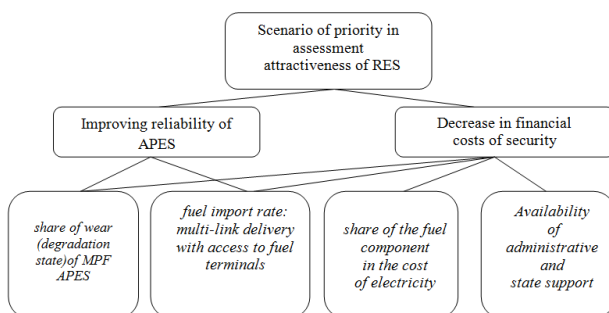 Scenario of priority in
assessment
attractiveness of RES
Improving reliability of
APES
Decrease in financial
costs of security
share of wear
(degradation
state)of MPF
APES
fuel import rate:
multi-link delivery
with access to fuel
terminals
share of the fuel
component
in the cost
of electricity
Availability
of
administrative
and
state support